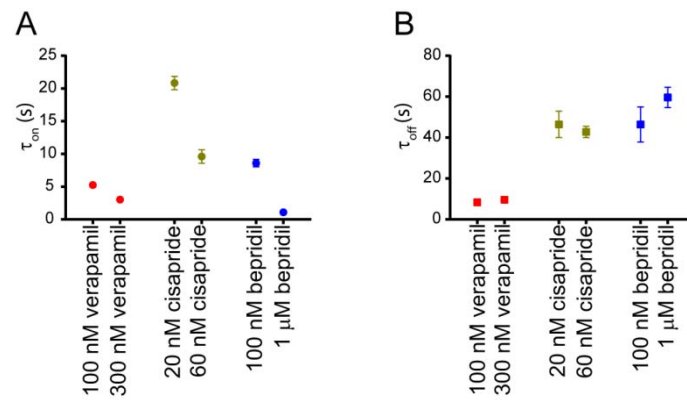 A
τon (s)
25
20
15
10
5
0
100 nM verapamil
300 nM verapamil
20 nM cisapride
60 nM cisapride
100 nM bepridil
1 μM bepridil
B
τoff (s)
80
60
40
20
0
100 nM verapamil
300 nM verapamil
20 nM cisapride
60 nM cisapride
100 nM bepridil
1 μM bepridil